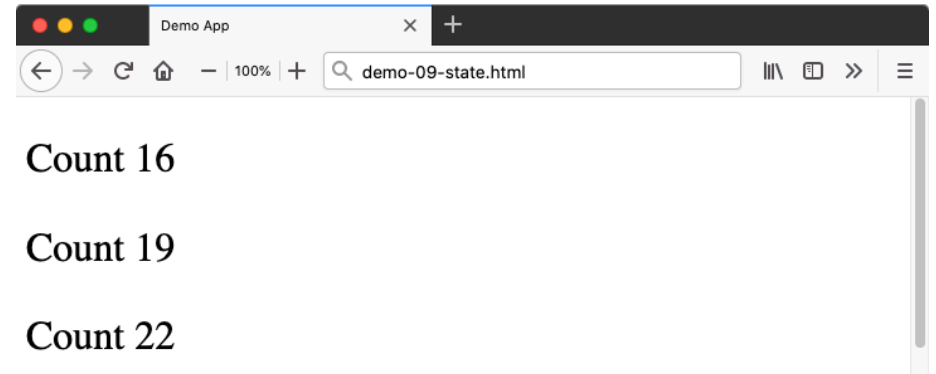 Demo App
100%
demo-09-state.html
Count 16
Count 19
Count 22